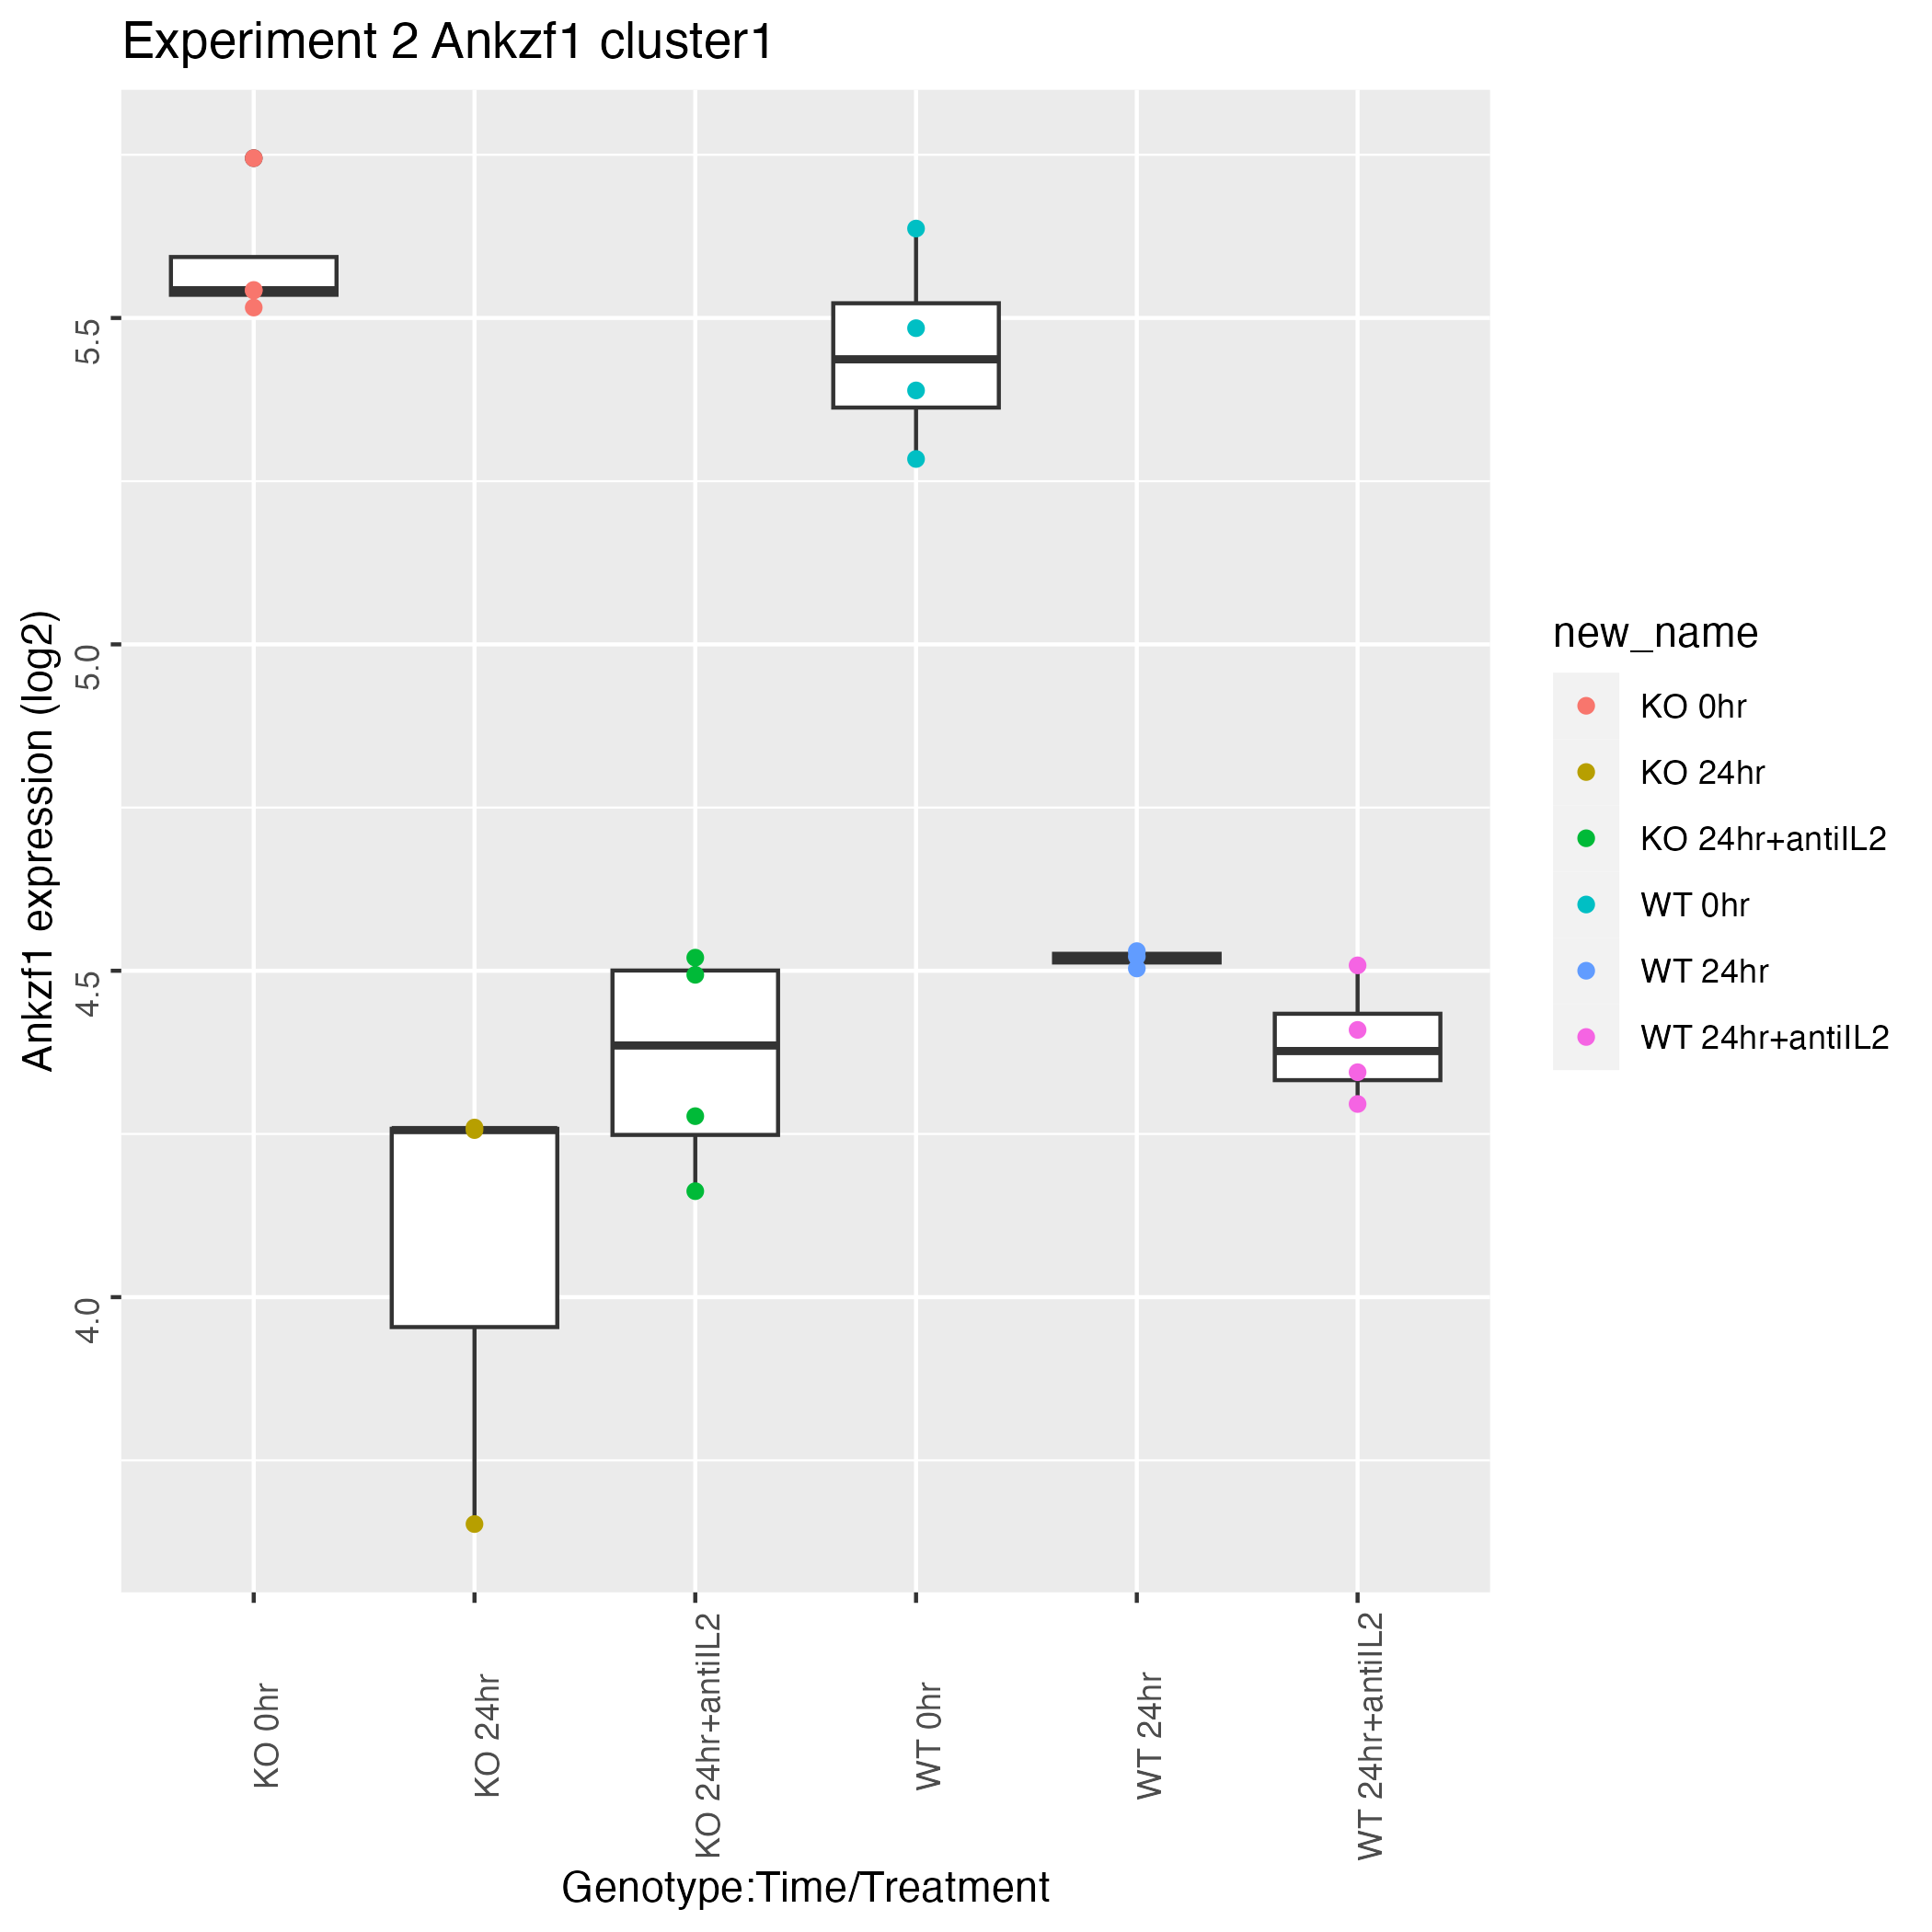 Experiment 2 Ankzf1 cluster1
Ankzf1 expression (log2)
5.5
5.0
4.5
4.0
KO 0hr
KO 24hr
KO 24hr+antiIL2
WT 0hr
WT 24hr
WT 24hr+antiIL2
Genotype:Time/Treatment
new_name
KO 0hr
KO 24hr
KO 24hr+antiIL2
WT 0hr
WT 24hr
WT 24hr+antiIL2